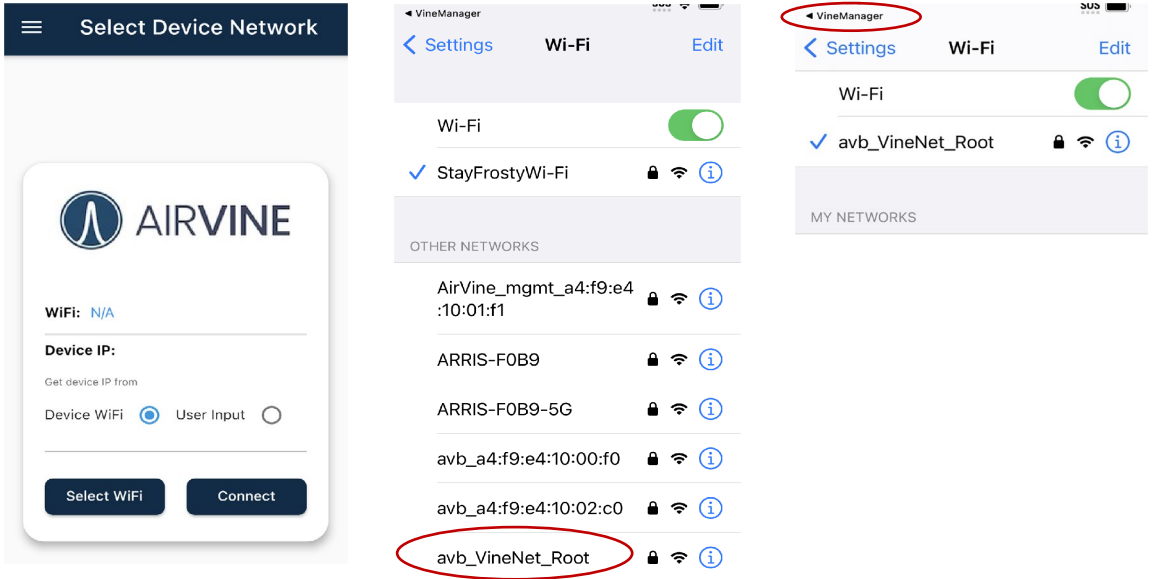 Select Device Network
AIRVINE
WiFi: N/A
Device IP:
Get device IP from
Device WiFi User Input
Select WiFi Connect
◀ VineManager SOS
Settings Wi-Fi Edit
Wi-Fi
StayFrostyWi-Fi
OTHER NETWORKS
AirVine_mgmt_a4:f9:e4
:10:01:f1
ARRIS-F0B9
ARRIS-F0B9-5G
avb_a4:f9:e4:10:00:f0
avb_a4:f9:e4:10:02:c0
avb_VineNet_Root
◀ VineManager SOS
Settings Wi-Fi Edit
Wi-Fi
avb_VineNet_Root
MY NETWORKS